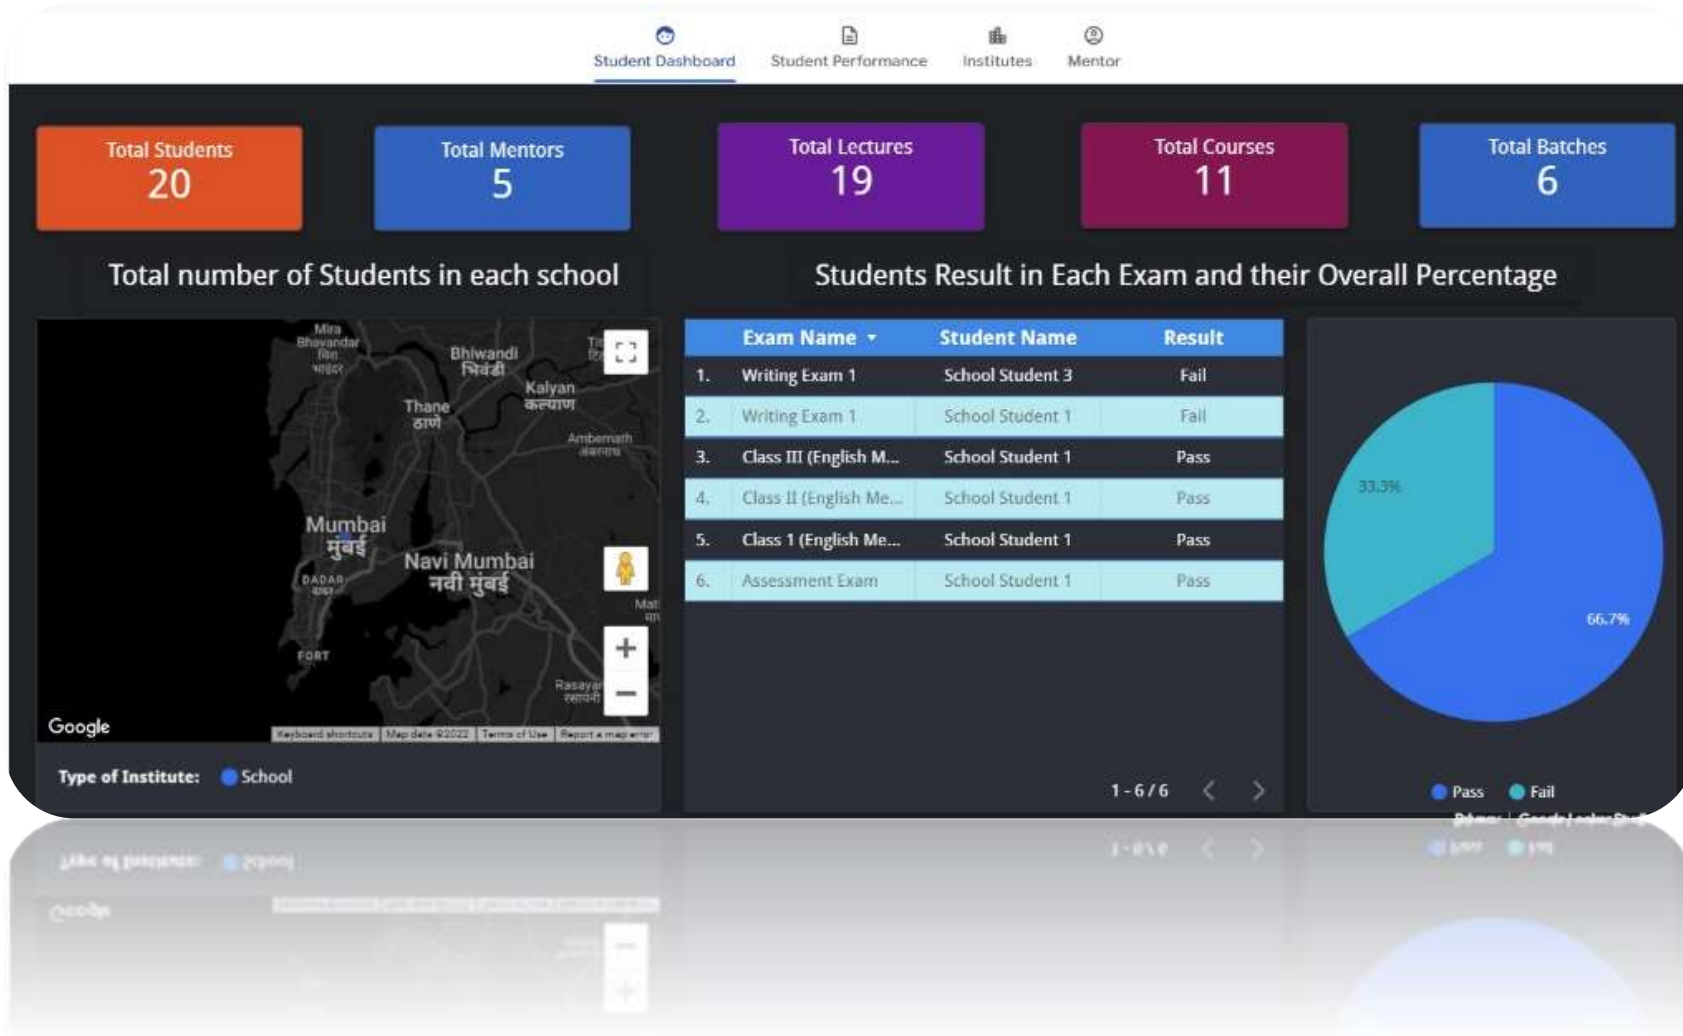 Student Dashboard
Student Performance
Institutes
Mentor
Total Students
20
Total Mentors
5
Total Lectures
19
Total Courses
11
Total Batches
6
Total number of Students in each school
Students Result in Each Exam and their Overall Percentage
Mira
Bhayandar
Bhiwandi
भिवंडी
Kalyan
कल्याण
Thane
ठाणे
Ambernath
Mumbai
मुंबई
Navi Mumbai
नवी मुंबई
DADAR
FORT
Google
Keyboard shortcuts
Map data ©2022
Terms of Use
Report a map error
Type of Institute:
School
Exam Name Student Name Result
1. Writing Exam 1 School Student 3 Fail
2. Writing Exam 1 School Student 1 Fail
3. Class III (English M... School Student 1 Pass
4. Class II (English Me... School Student 1 Pass
5. Class 1 (English Me... School Student 1 Pass
6. Assessment Exam School Student 1 Pass
1 - 6 / 6
33.3%
66.7%
Pass
Fail